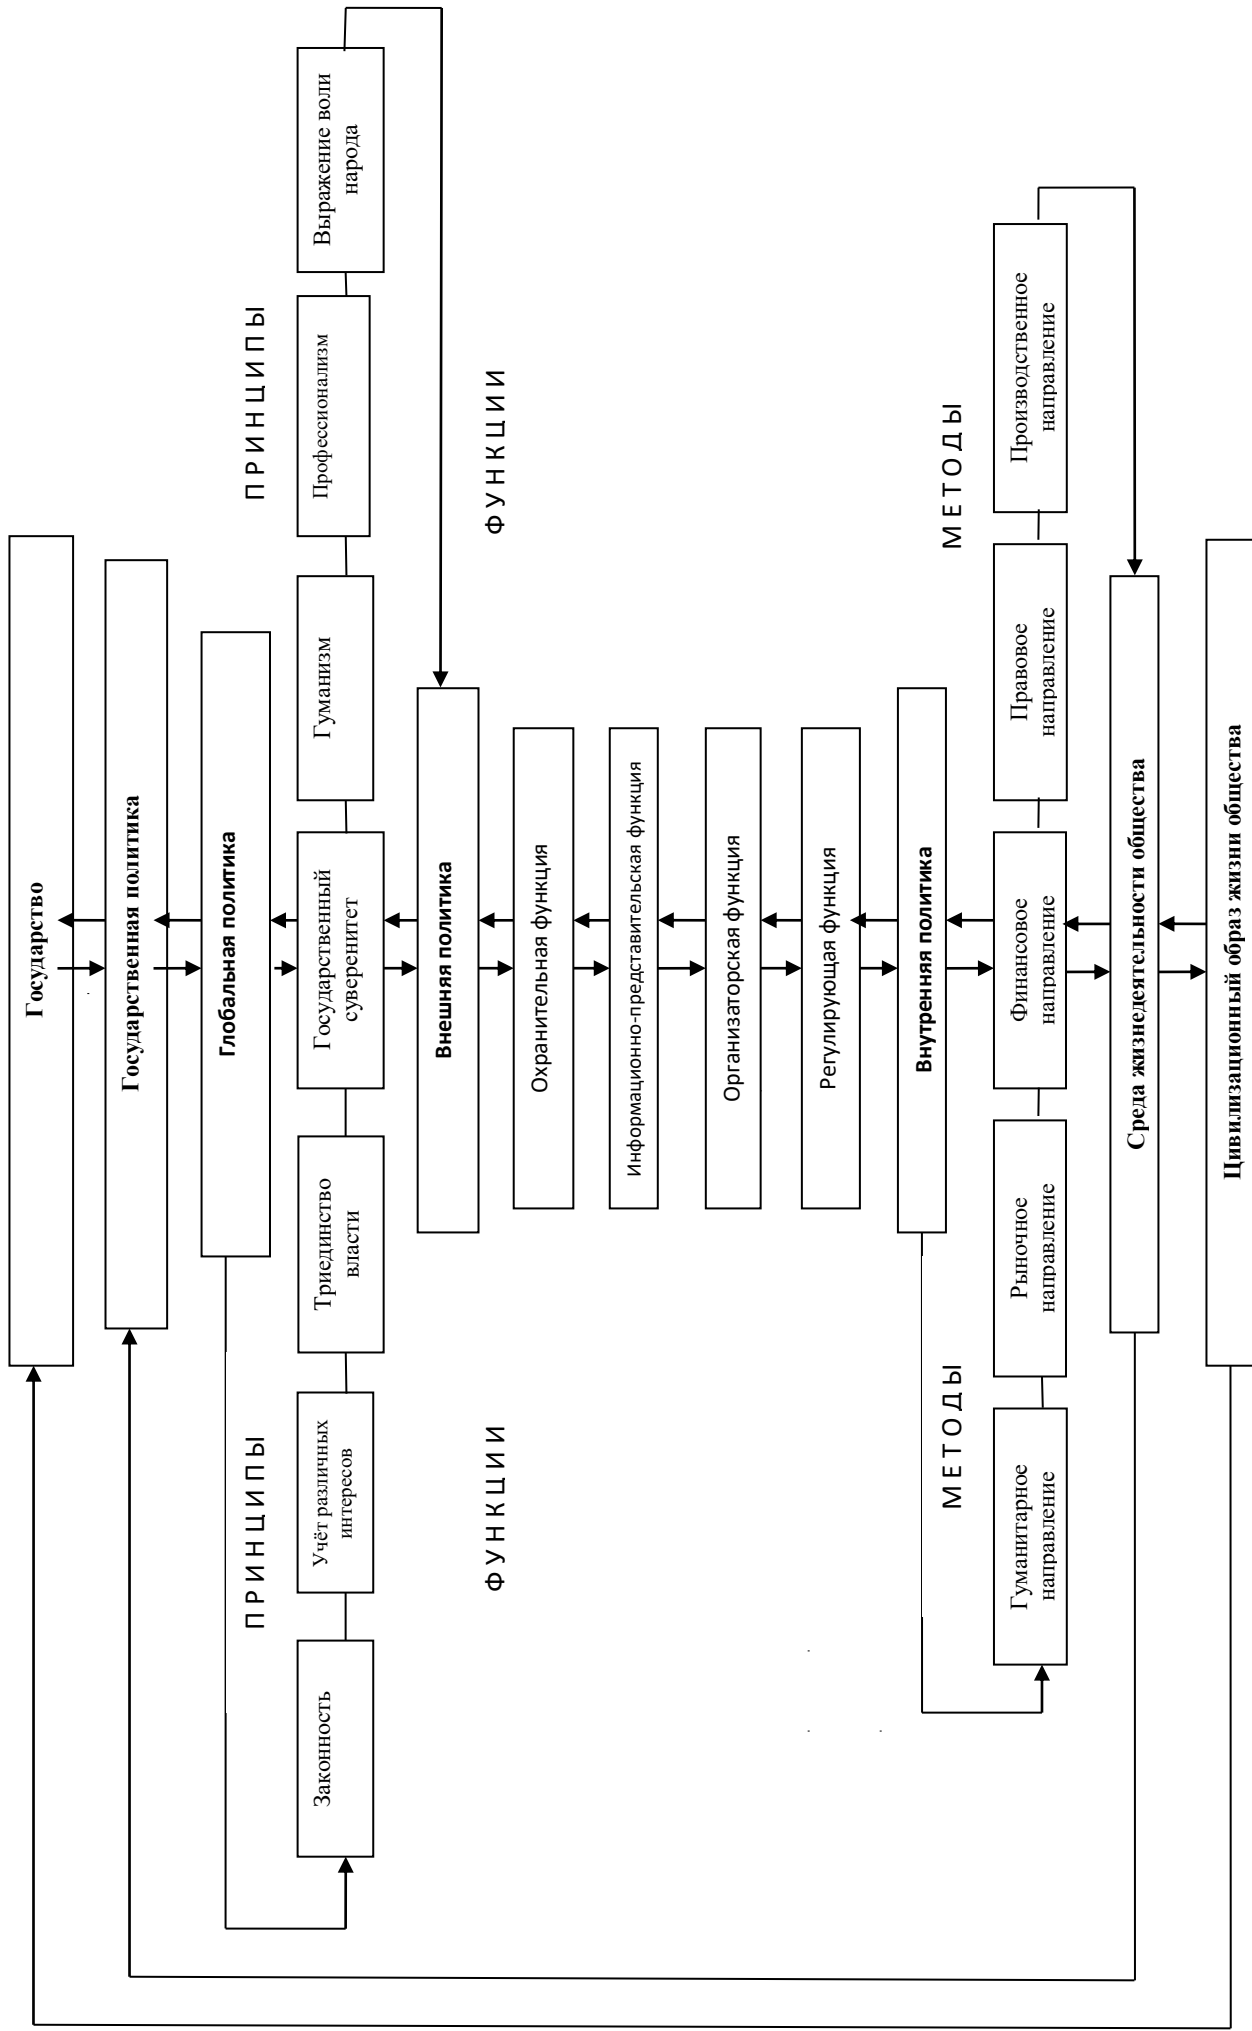 Государство
Государственная политика
Глобальная политика
ПРИНЦИПЫ
ПРИНЦИПЫ
Законность
Учёт различных
интересов
Триединство
власти
Государственный
суверенитет
Гуманизм
Профессионализм
Выражение воли
народа
Внешняя политика
ФУНКЦИИ
ФУНКЦИИ
Охранительная функция
Информационно-представительская функция
Организаторская функция
Регулирующая функция
Внутренняя политика
МЕТОДЫ
МЕТОДЫ
Гуманитарное
направление
Рыночное
направление
Финансовое
направление
Правовое
направление
Производственное
направление
Среда жизнедеятельности общества
Цивилизационный образ жизни общества